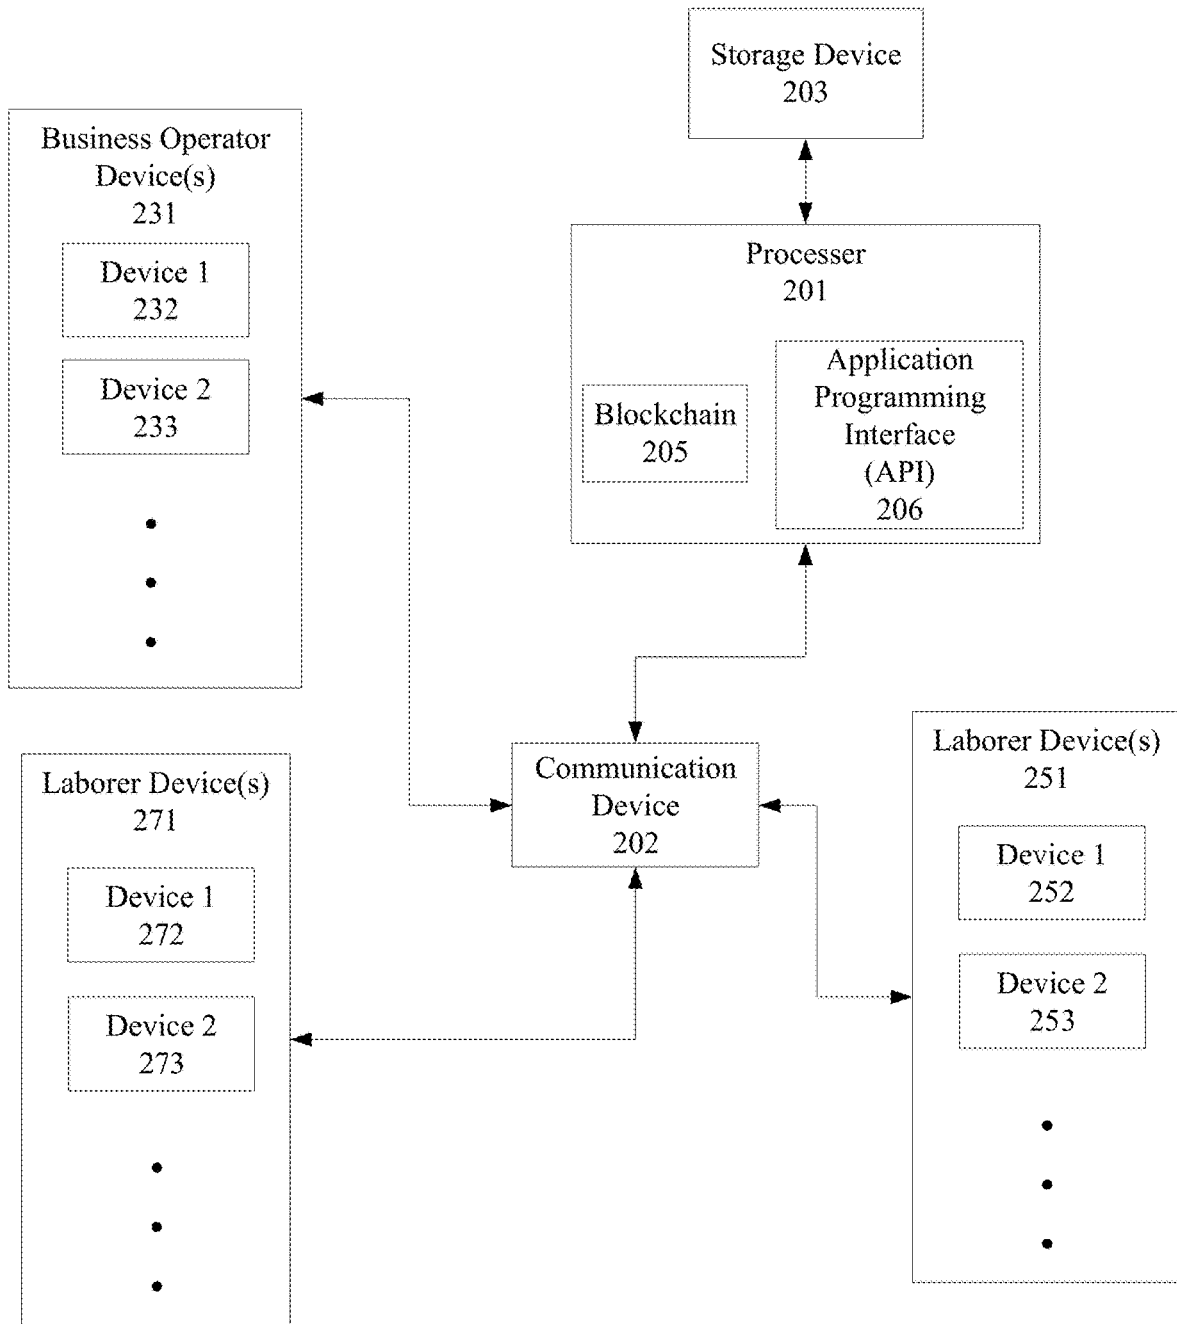 Storage Device
203
Business Operator
Device(s)
231
Device 1
232
Device 2
233
Processer
201
Blockchain
205
Application
Programming
Interface
(API)
206
Communication
Device
202
Laborer Device(s)
271
Device 1
272
Device 2
273
Laborer Device(s)
251
Device 1
252
Device 2
253